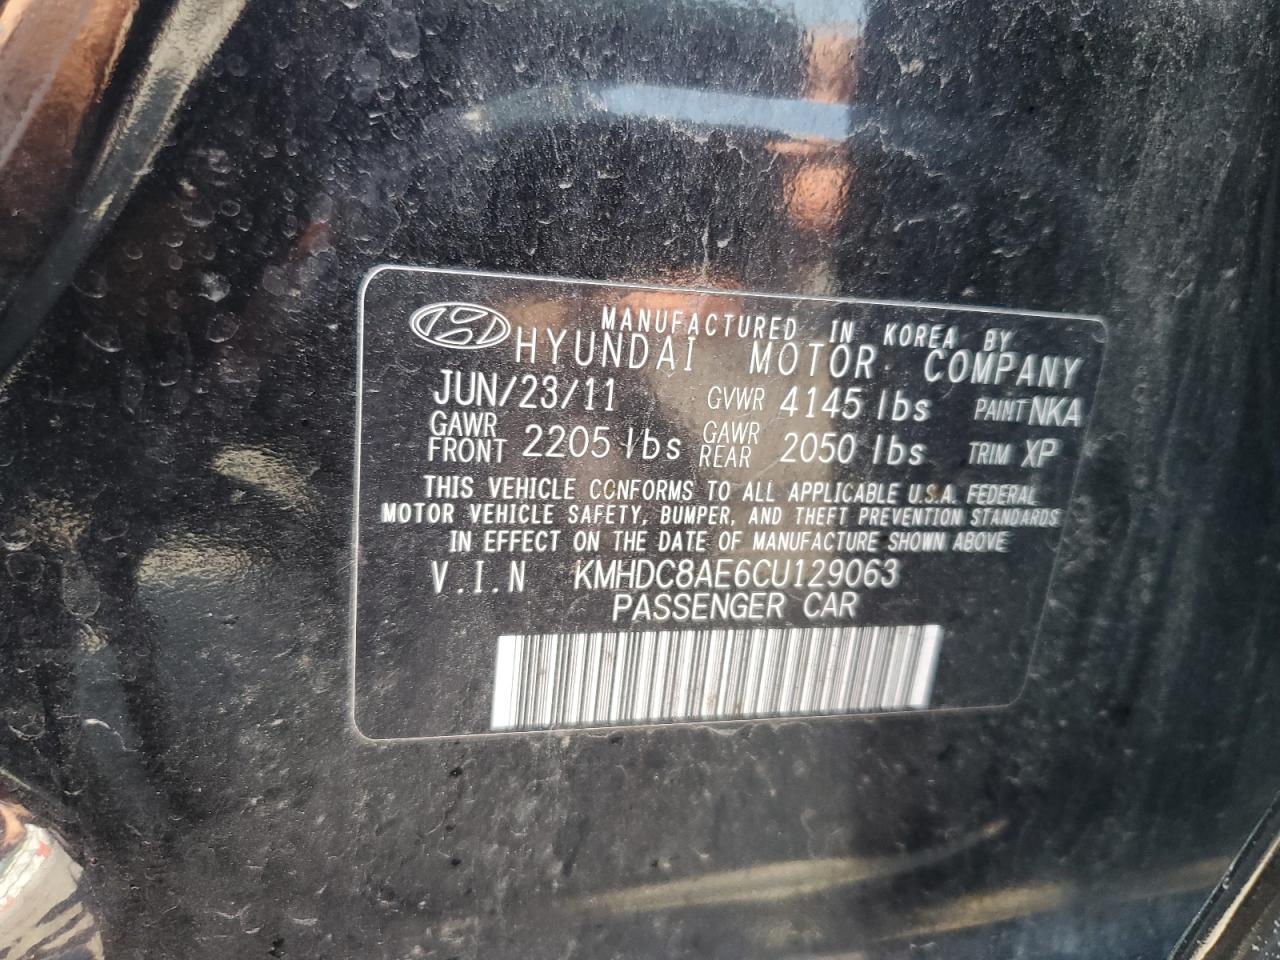 MANUFACTURED IN KOREA BY
HYUNDAI MOTOR COMPANY
JUN/23/11 GVWR 4145 lbs PAINT NKA
GAWR FRONT 2205 lbs GAWR REAR 2050 lbs TRIM XP
THIS VEHICLE CONFORMS TO ALL APPLICABLE U.S.A. FEDERAL
MOTOR VEHICLE SAFETY, BUMPER, AND THEFT PREVENTION STANDARDS
IN EFFECT ON THE DATE OF MANUFACTURE SHOWN ABOVE
V.I.N KMHDC8AE6CU129063
PASSENGER CAR